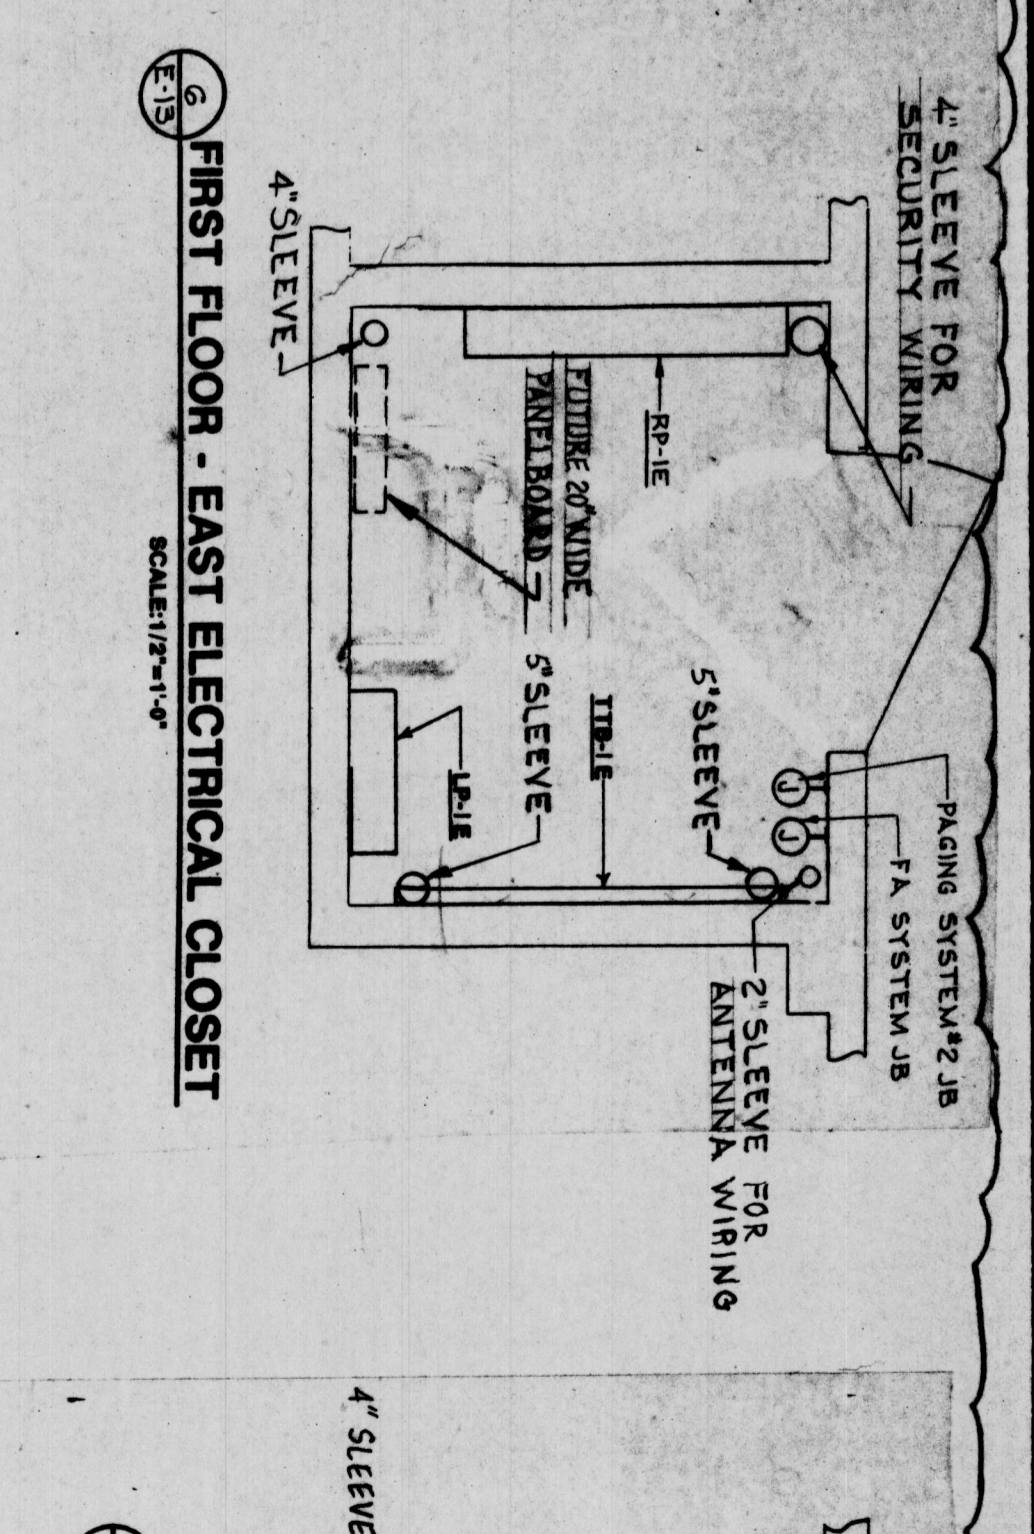 4" SLEEVE FOR
SECURITY WIRING
PAGING SYSTEM #2 JB
FA SYSTEM JB
J
J
RP-1E
5" SLEEVE
2" SLEEVE FOR
ANTENNA WIRING
TTB-1E
FUTURE 20" WIDE
PANELBOARD
5" SLEEVE
LP-1E
4" SLEEVE
6
E-13
FIRST FLOOR - EAST ELECTRICAL CLOSET
SCALE: 1/2"=1'-0"
4" SLEEVE